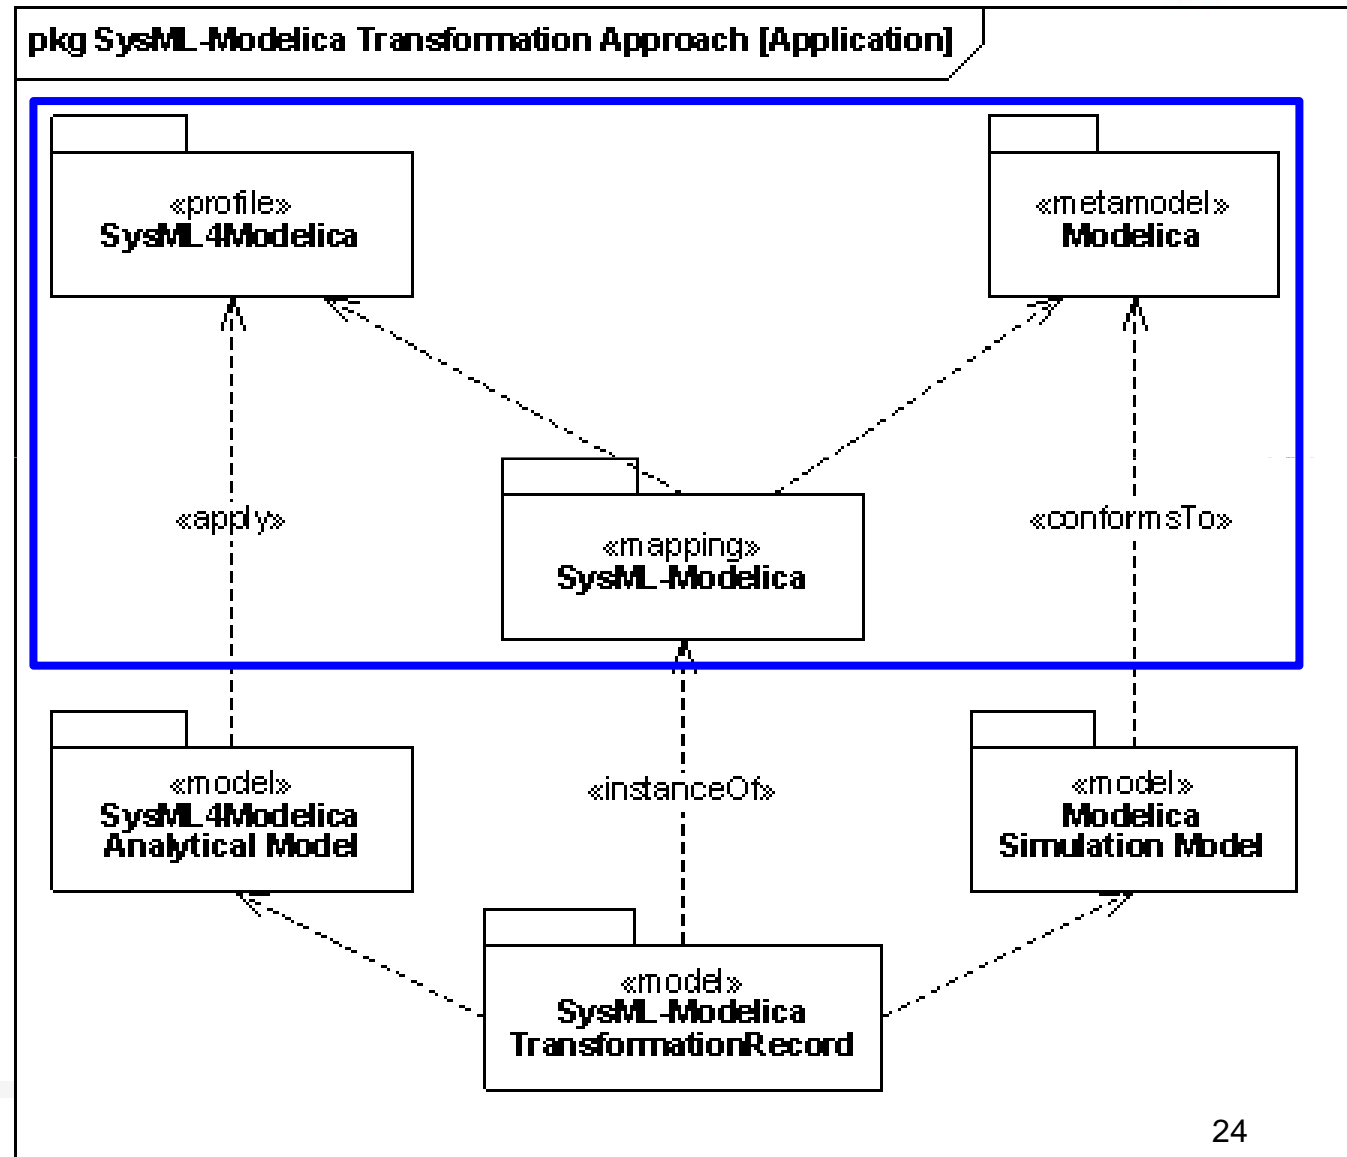 pkg SysML-Modelica Transformation Approach [Application]
«profile»
SysML4Modelica
«metamodel»
Modelica
«apply»
«conformsTo»
«mapping»
SysML-Modelica
«model»
SysML4Modelica
Analytical Model
«instanceOf»
«model»
Modelica
Simulation Model
«model»
SysML-Modelica
TransformationRecord
24